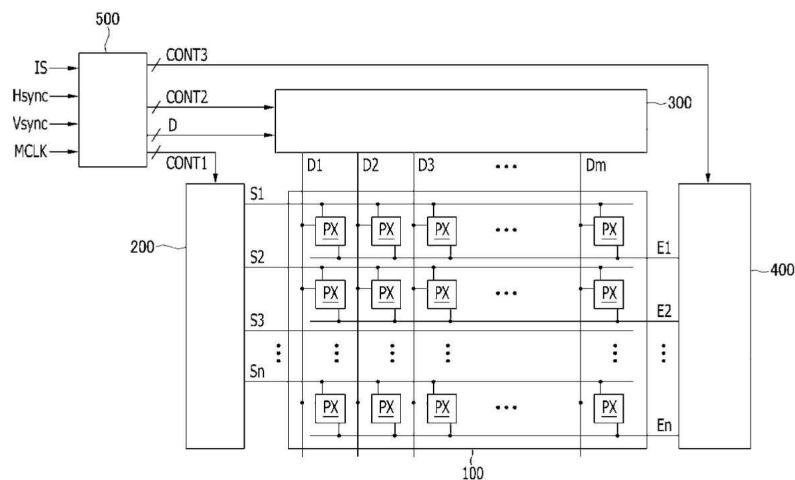 500
CONT3
IS
Hsync
CONT2
300
Vsync
D
MCLK
CONT1
D1 D2 D3 ••• Dm
S1
PX PX PX ••• PX
200
E1
400
S2
PX PX PX ••• PX
E2
S3
Sn
PX PX PX ••• PX
En
100